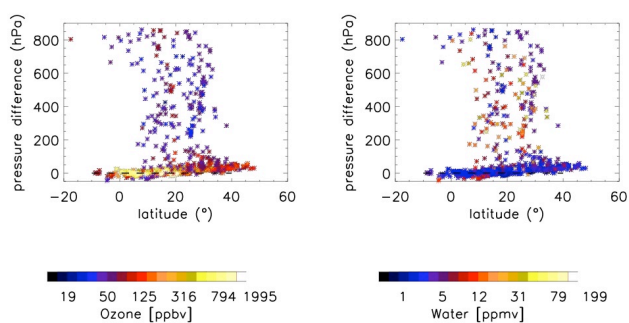 pressure difference (hPa)
800
600
400
200
0
-20 0 20 40 60
latitude (°)
19 50 125 316 794 1995
Ozone [ppbv]
pressure difference (hPa)
800
600
400
200
0
-20 0 20 40 60
latitude (°)
1 5 12 31 79 199
Water [ppmv]